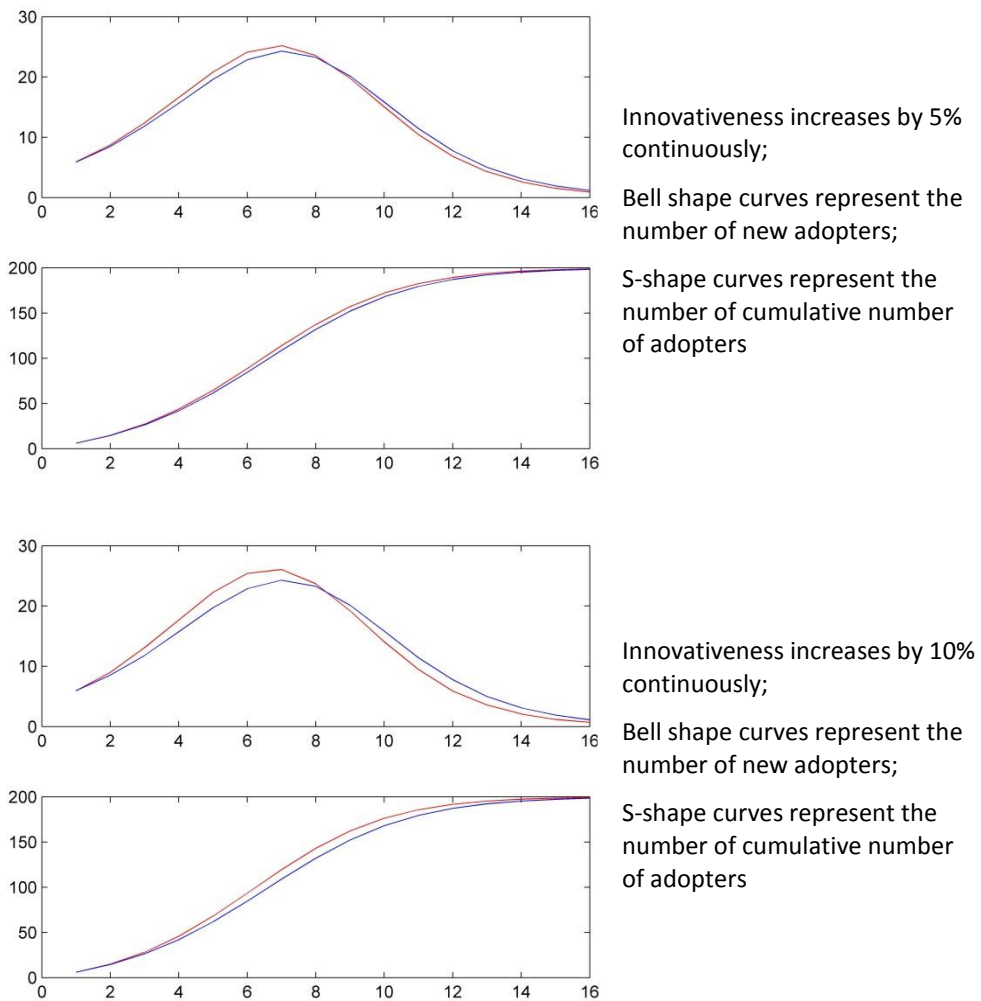 30
20
10
0
0 2 4 6 8 10 12 14 16
Innovativeness increases by 5%
continuously;
Bell shape curves represent the
number of new adopters;
200
150
100
50
0
0 2 4 6 8 10 12 14 16
S-shape curves represent the
number of cumulative number
of adopters
30
20
10
0
0 2 4 6 8 10 12 14 16
Innovativeness increases by 10%
continuously;
Bell shape curves represent the
number of new adopters;
200
150
100
50
0
0 2 4 6 8 10 12 14 16
S-shape curves represent the
number of cumulative number
of adopters